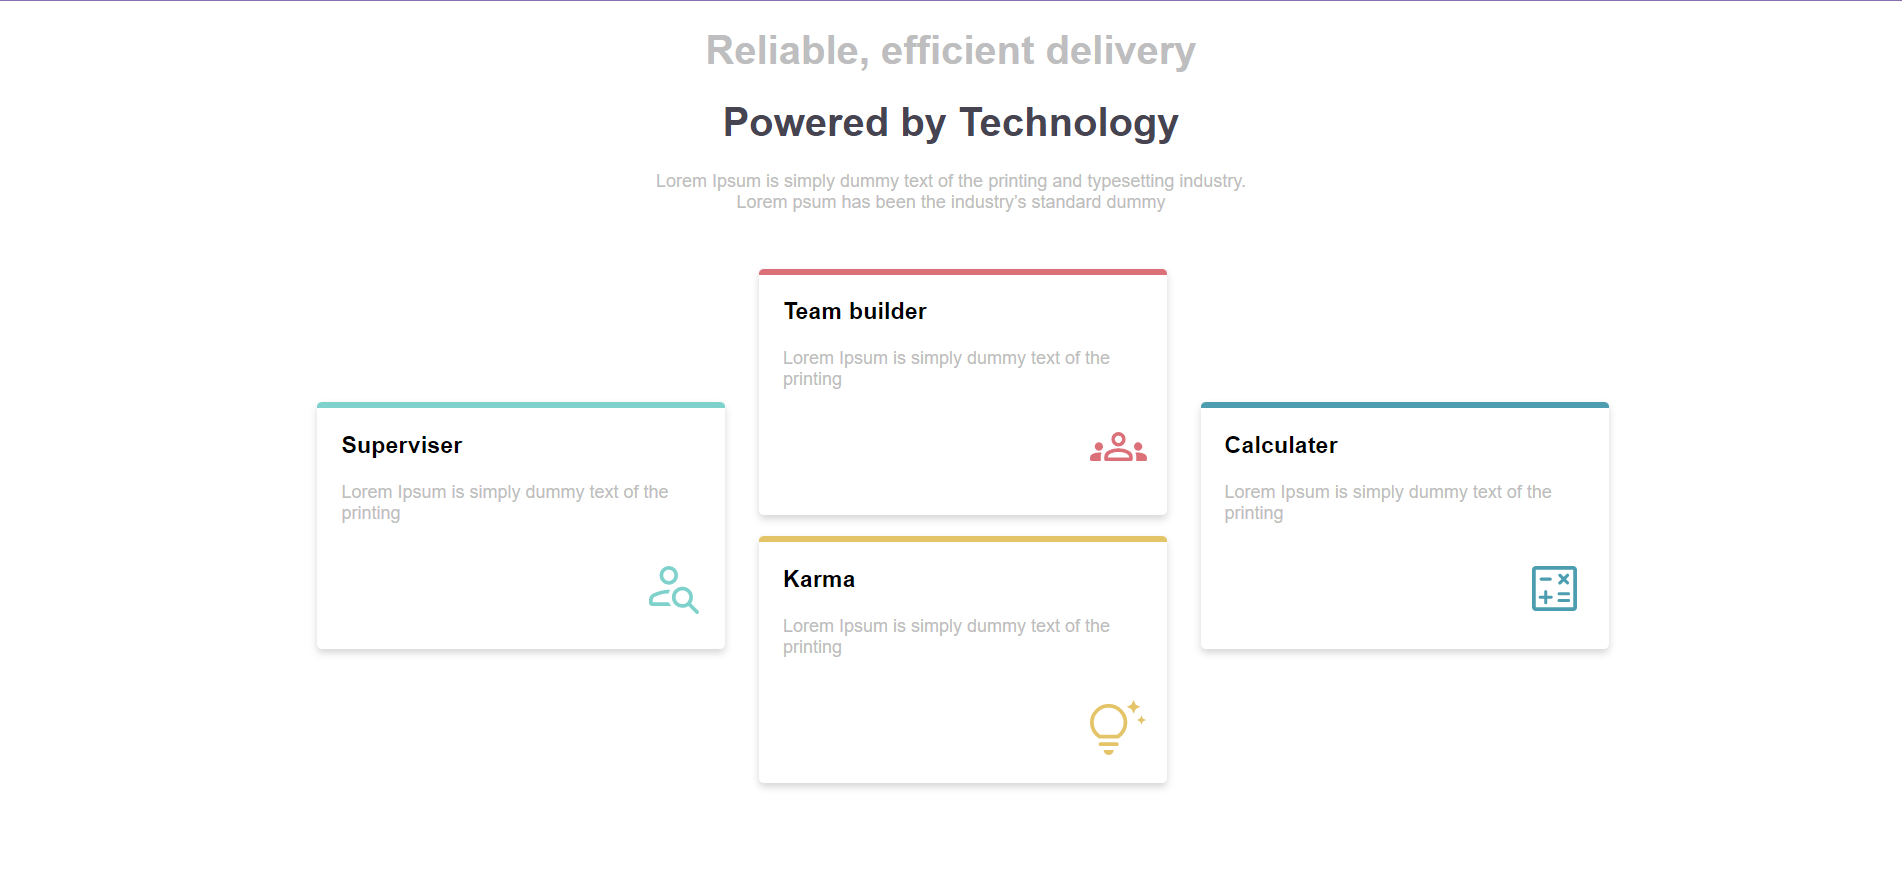 Reliable, efficient delivery
Powered by Technology
Lorem Ipsum is simply dummy text of the printing and typesetting industry.
Lorem psum has been the industry's standard dummy
Team builder
Lorem Ipsum is simply dummy text of the
printing
Superviser
Lorem Ipsum is simply dummy text of the
printing
Karma
Lorem Ipsum is simply dummy text of the
printing
Calculater
Lorem Ipsum is simply dummy text of the
printing